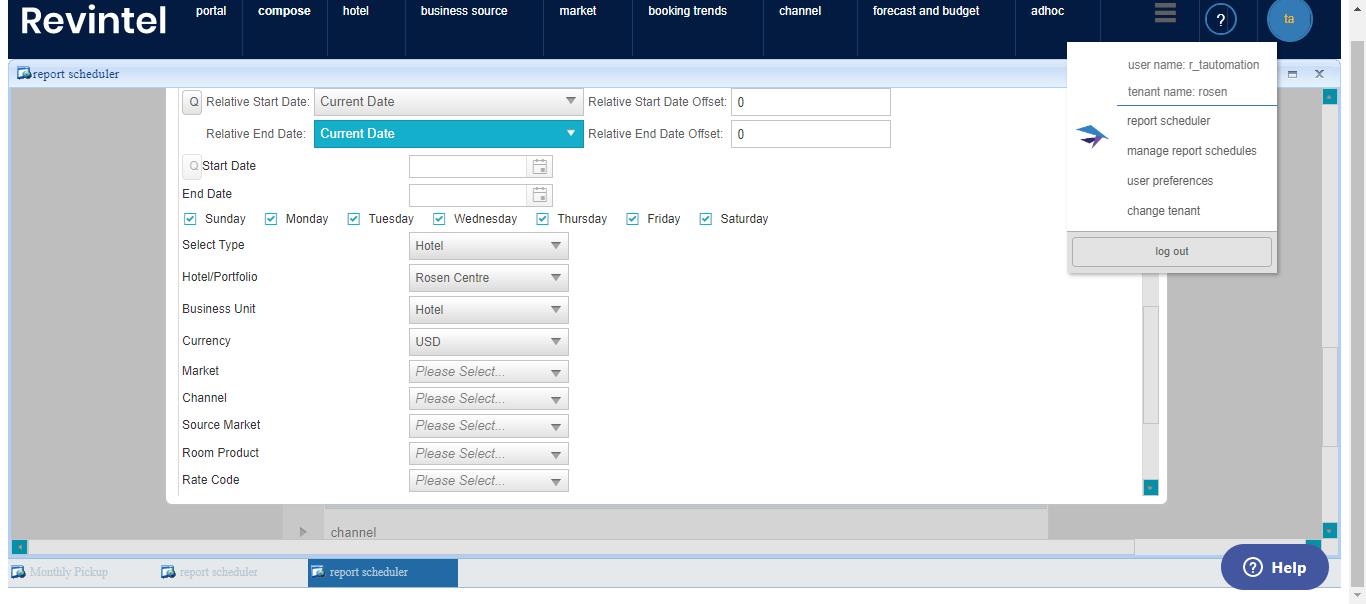 Revintel
portal compose hotel business source market booking trends channel forecast and budget adhoc ? ta
report scheduler
user name: r_tautomation
tenant name: rosen
report scheduler
manage report schedules
user preferences
change tenant
log out
Q Relative Start Date: Current Date Relative Start Date Offset: 0
Relative End Date: Current Date Relative End Date Offset: 0
Q Start Date
End Date
Sunday Monday Tuesday Wednesday Thursday Friday Saturday
Select Type Hotel
Hotel/Portfolio Rosen Centre
Business Unit Hotel
Currency USD
Market Please Select...
Channel Please Select...
Source Market Please Select...
Room Product Please Select...
Rate Code Please Select...
channel
Monthly Pickup report scheduler report scheduler
? Help